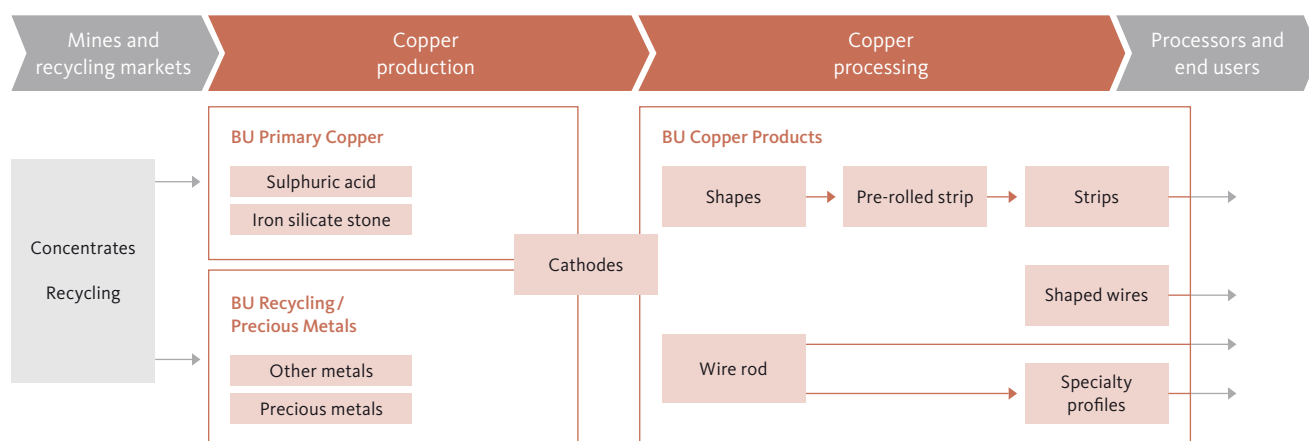 Mines and
recycling markets
Copper
production
Copper
processing
Processors and
end users
Concentrates
Recycling
BU Primary Copper
Sulphuric acid
Iron silicate stone
BU Recycling/
Precious Metals
Other metals
Precious metals
Cathodes
BU Copper Products
Shapes
Pre-rolled strip
Strips
Shaped wires
Wire rod
Specialty
profiles